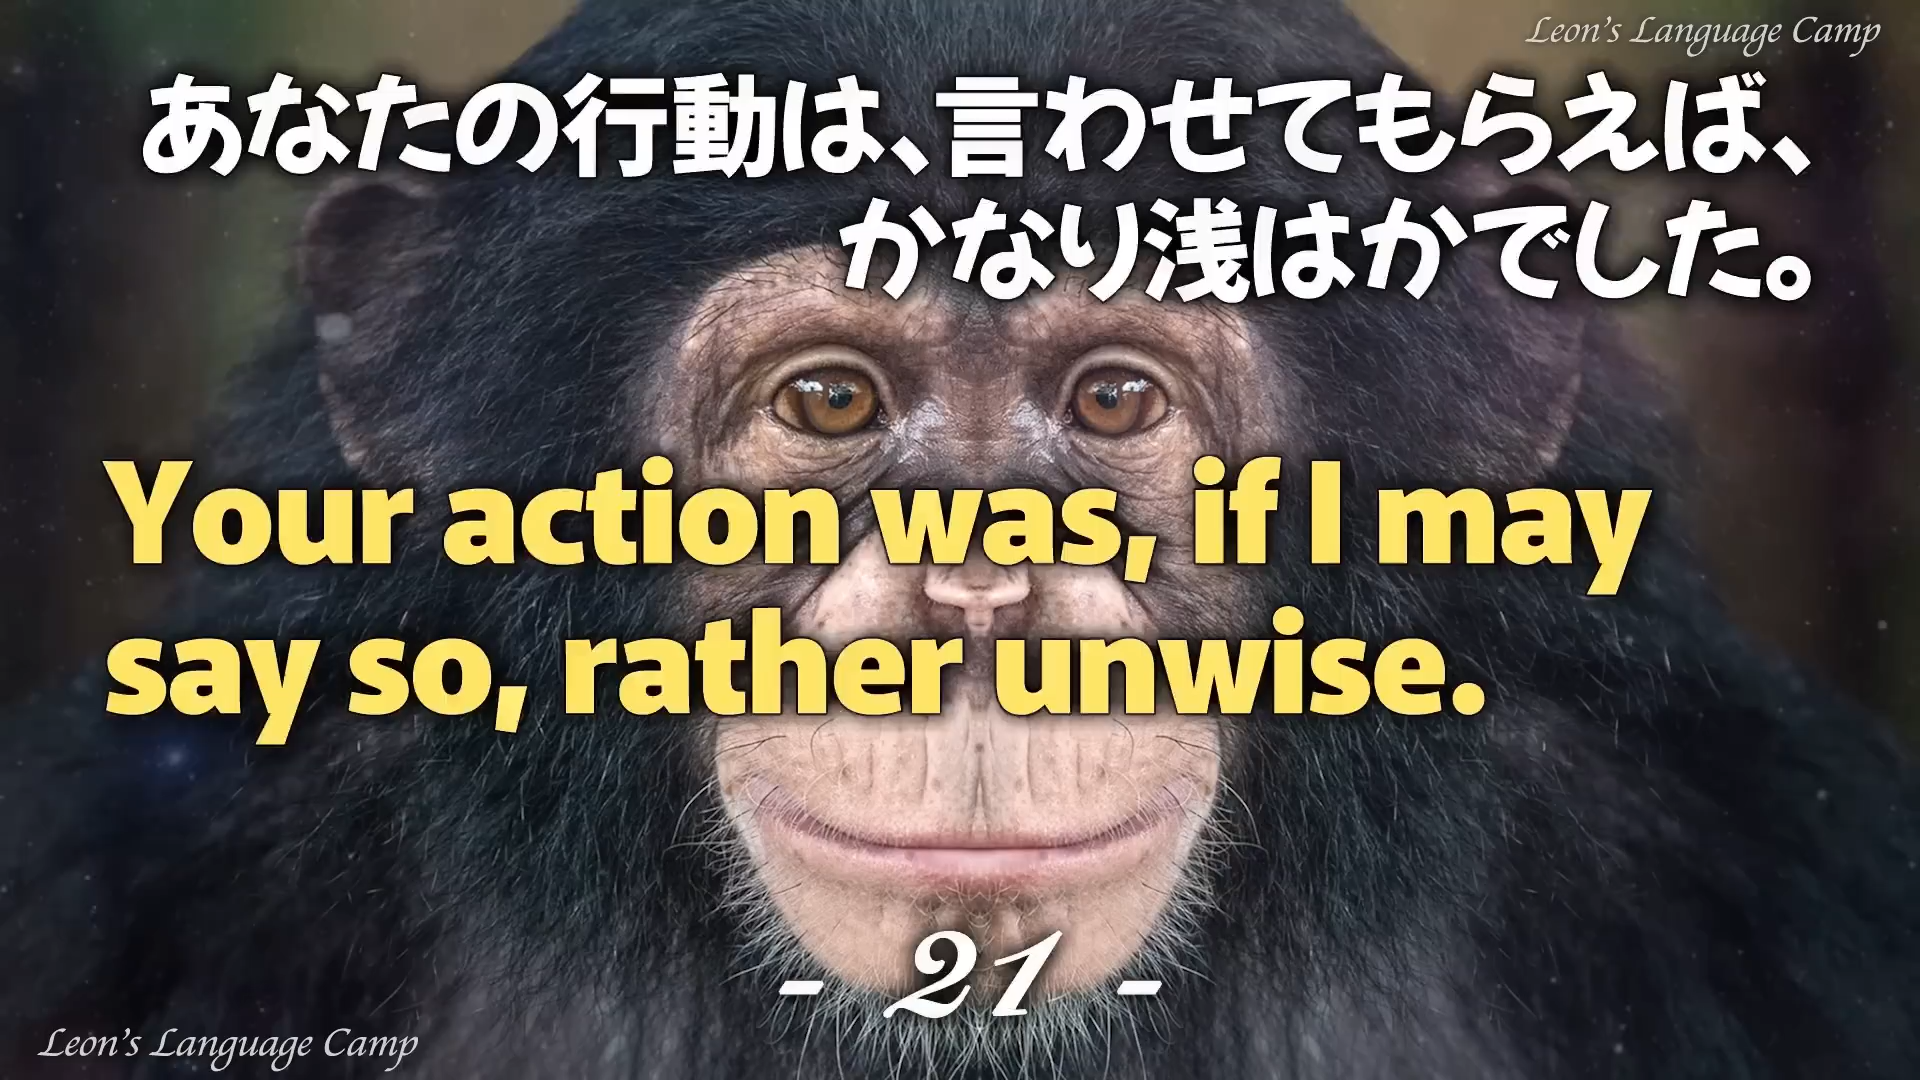 Leon's Language Camp
あなたの行動は、言わせてもらえば、
かなり浅はかでした。
Your action was, if I may
say so, rather unwise.
- 21 -
Leon's Language Camp